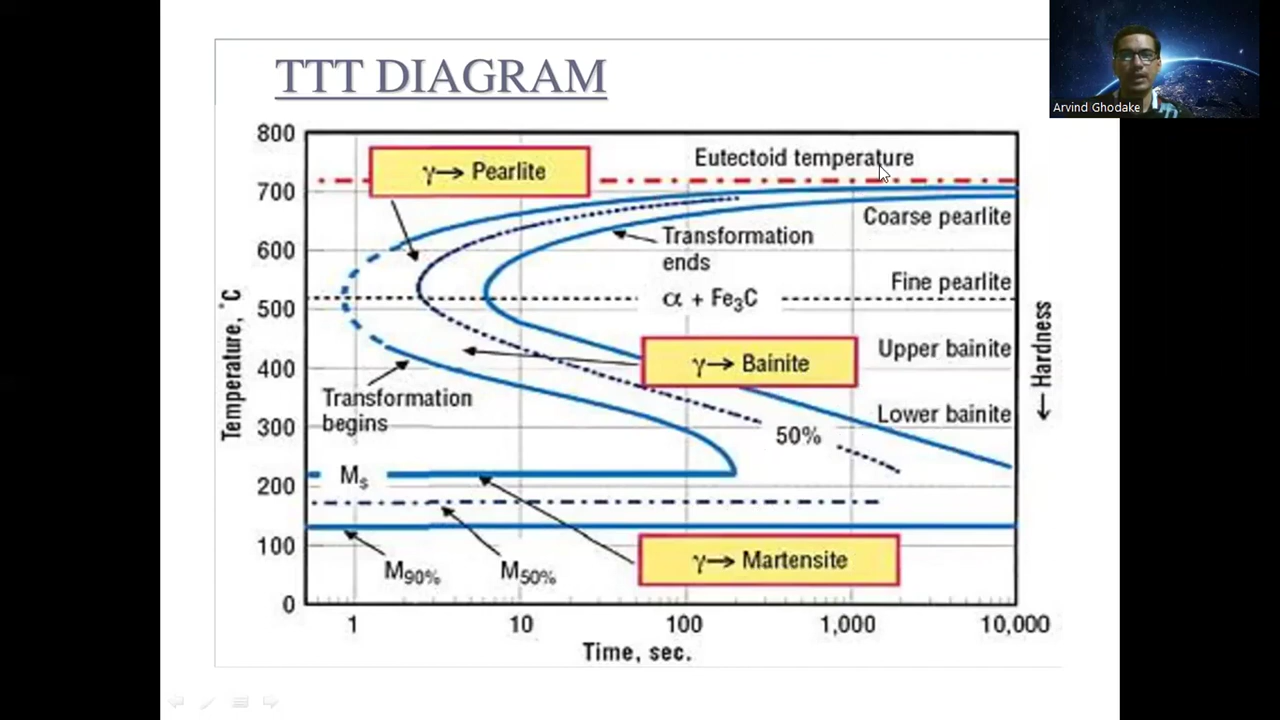 TTT DIAGRAM
Arvind Ghodake
800
700
600
500
400
300
200
100
0
Temperature, °C
γ→ Pearlite
Eutectoid temperature
Coarse pearlite
Transformation
ends
Fine pearlite
α + Fe₃C
Upper bainite
γ→ Bainite
Transformation
begins
Lower bainite
50%
← Hardness
Mₛ
γ→ Martensite
M90%
M50%
1
10
100
1,000
10,000
Time, sec.